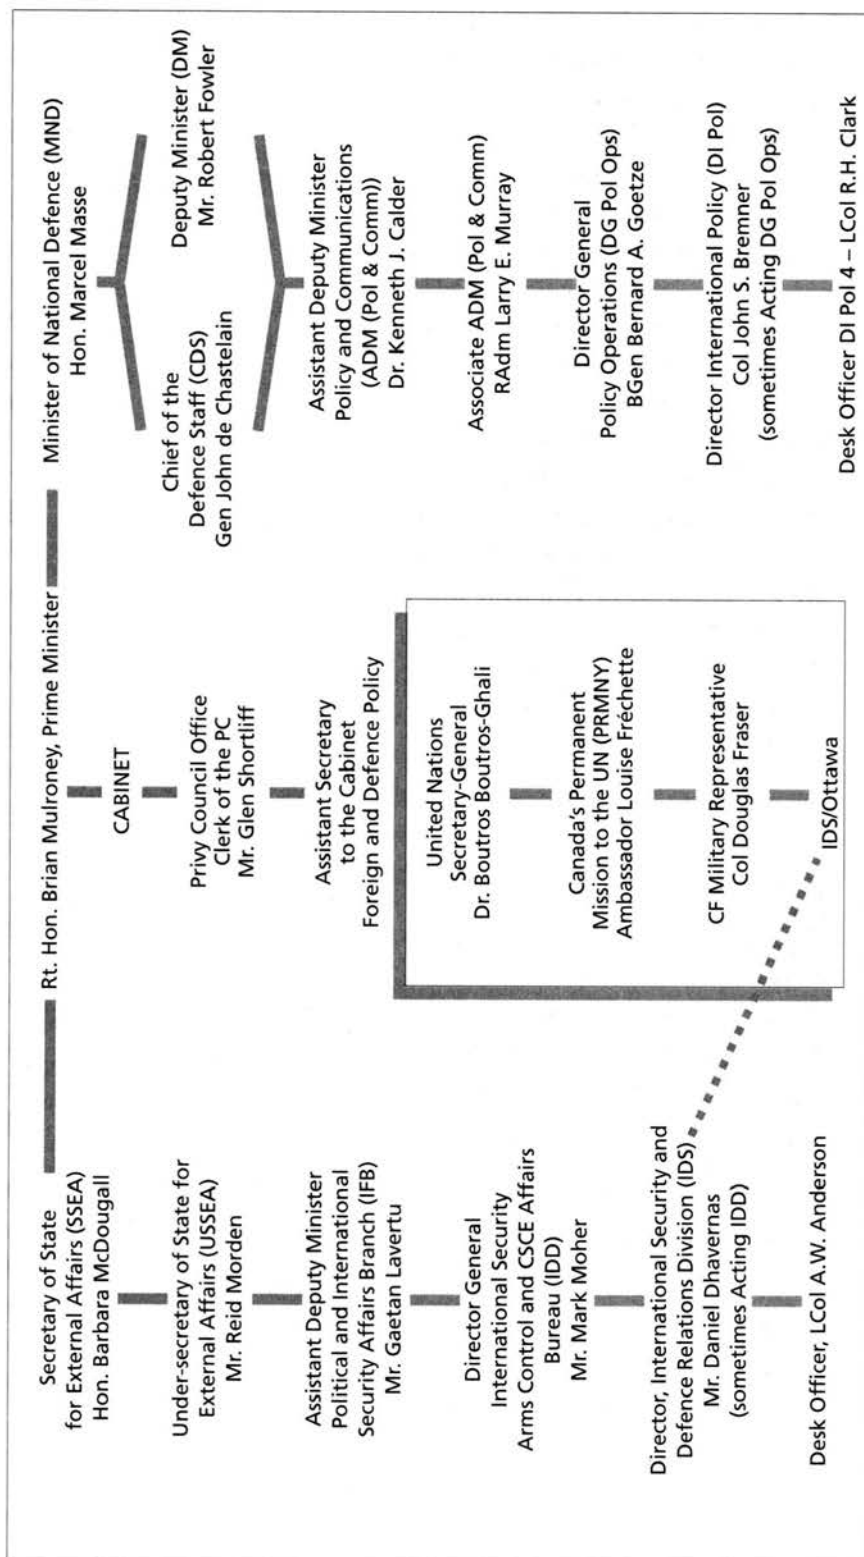 Secretary of State
for External Affairs (SSEA)
Hon. Barbara McDougall
Under-secretary of State for
External Affairs (USSEA)
Mr. Reid Morden
Assistant Deputy Minister
Political and International
Security Affairs Branch (IFB)
Mr. Gaetan Lavertu
Director General
International Security
Arms Control and CSCE Affairs
Bureau (IDD)
Mr. Mark Moher
Director, International Security and
Defence Relations Division (IDS)
Mr. Daniel Dhavernas
(sometimes Acting IDD)
Desk Officer, LCol A.W. Anderson
Rt. Hon. Brian Mulroney, Prime Minister
CABINET
Privy Council Office
Clerk of the PC
Mr. Glen Shortliff
Assistant Secretary
to the Cabinet
Foreign and Defence Policy
United Nations
Secretary-General
Dr. Boutros Boutros-Ghali
Canada's Permanent
Mission to the UN (PRMNY)
Ambassador Louise Fréchette
CF Military Representative
Col Douglas Fraser
IDS/Ottawa
Minister of National Defence (MND)
Hon. Marcel Masse
Chief of the
Defence Staff (CDS)
Gen John de Chastelain
Deputy Minister (DM)
Mr. Robert Fowler
Assistant Deputy Minister
Policy and Communications
(ADM (Pol & Comm))
Dr. Kenneth J. Calder
Associate ADM (Pol & Comm)
RAdm Larry E. Murray
Director General
Policy Operations (DG Pol Ops)
BGen Bernard A. Goetze
Director International Policy (DI Pol)
Col John S. Bremner
(sometimes Acting DG Pol Ops)
Desk Officer DI Pol 4 – LCol R.H. Clark